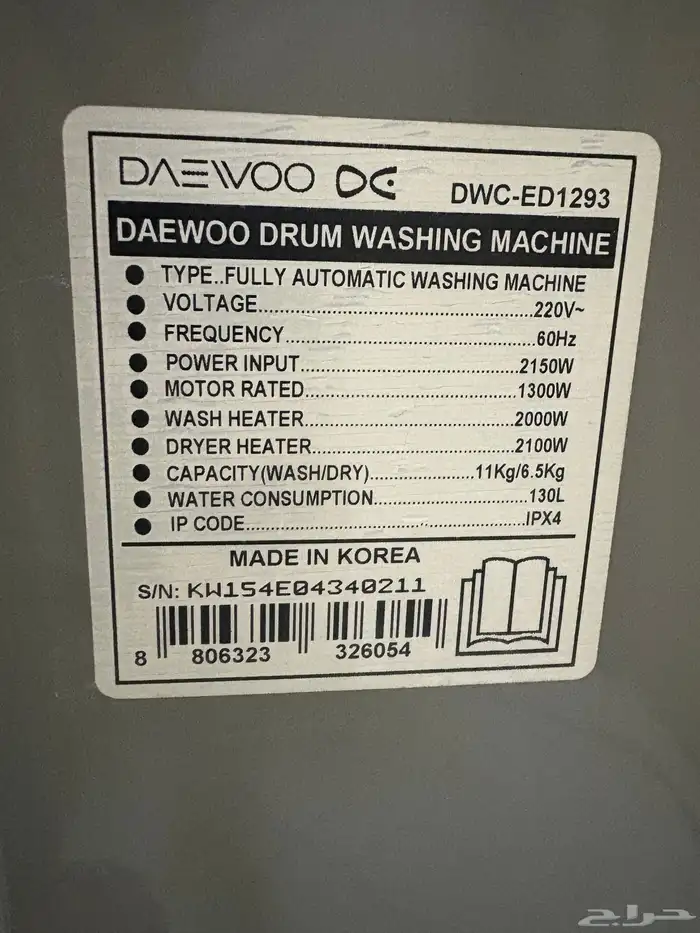 DAEWOO
DWC-ED1293
DAEWOO DRUM WASHING MACHINE
● TYPE..FULLY AUTOMATIC WASHING MACHINE
● VOLTAGE..............................................220V~
● FREQUENCY..........................................60Hz
● POWER INPUT.....................................2150W
● MOTOR RATED...................................1300W
● WASH HEATER...................................2000W
● DRYER HEATER..................................2100W
● CAPACITY(WASH/DRY)..................11Kg/6.5Kg
● WATER CONSUMPTION..........................130L
● IP CODE................................................IPX4
MADE IN KOREA
S/N: KW154E04340211
8 806323 326054
حراج